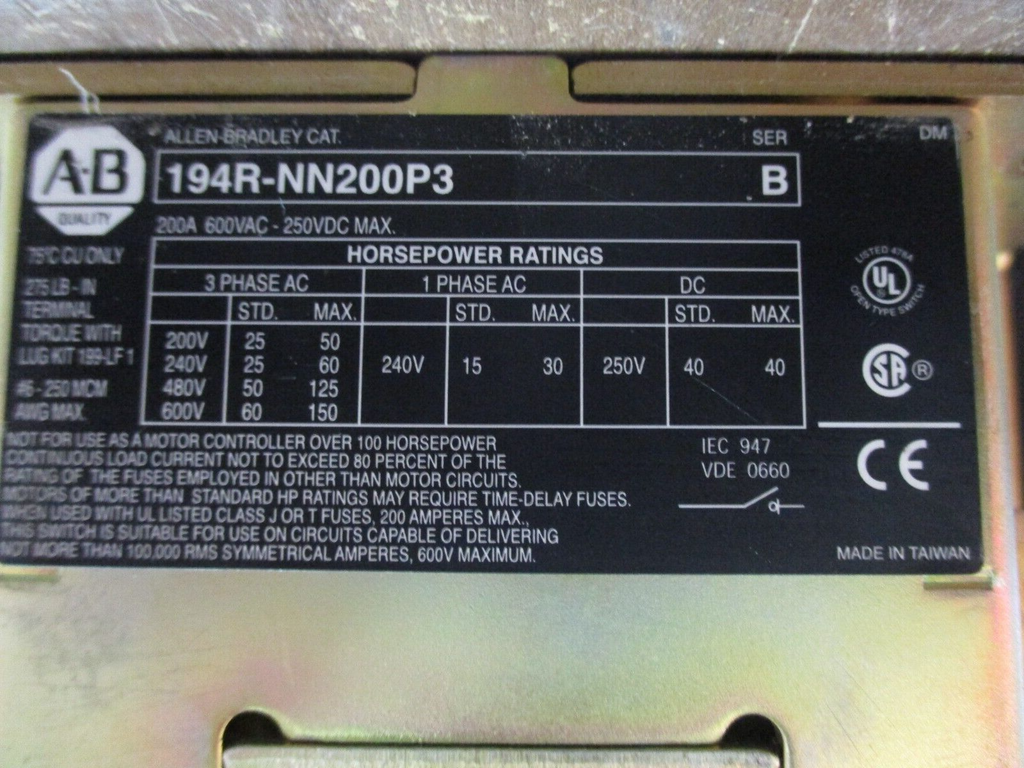 ALLEN-BRADLEY CAT.
SER
DM
A-B
QUALITY
194R-NN200P3
B
200A 600VAC - 250VDC MAX.
75°C CU ONLY
275 LB - IN
TERMINAL
TORQUE WITH
LUG KIT 199-LF1
#6 - 250 MCM
AWG MAX.
HORSEPOWER RATINGS
3 PHASE AC 1 PHASE AC DC
STD. MAX. STD. MAX. STD. MAX.
200V 25 50
240V 25 60 240V 15 30 250V 40 40
480V 50 125
600V 60 150
LISTED 476A
UL
OPEN TYPE SWITCH
SA ®
NOT FOR USE AS A MOTOR CONTROLLER OVER 100 HORSEPOWER
CONTINUOUS LOAD CURRENT NOT TO EXCEED 80 PERCENT OF THE
RATING OF THE FUSES EMPLOYED IN OTHER THAN MOTOR CIRCUITS.
MOTORS OF MORE THAN STANDARD HP RATINGS MAY REQUIRE TIME-DELAY FUSES.
WHEN USED WITH UL LISTED CLASS J OR T FUSES, 200 AMPERES MAX.,
THIS SWITCH IS SUITABLE FOR USE ON CIRCUITS CAPABLE OF DELIVERING
NOT MORE THAN 100,000 RMS SYMMETRICAL AMPERES, 600V MAXIMUM.
IEC 947
VDE 0660
CE
MADE IN TAIWAN